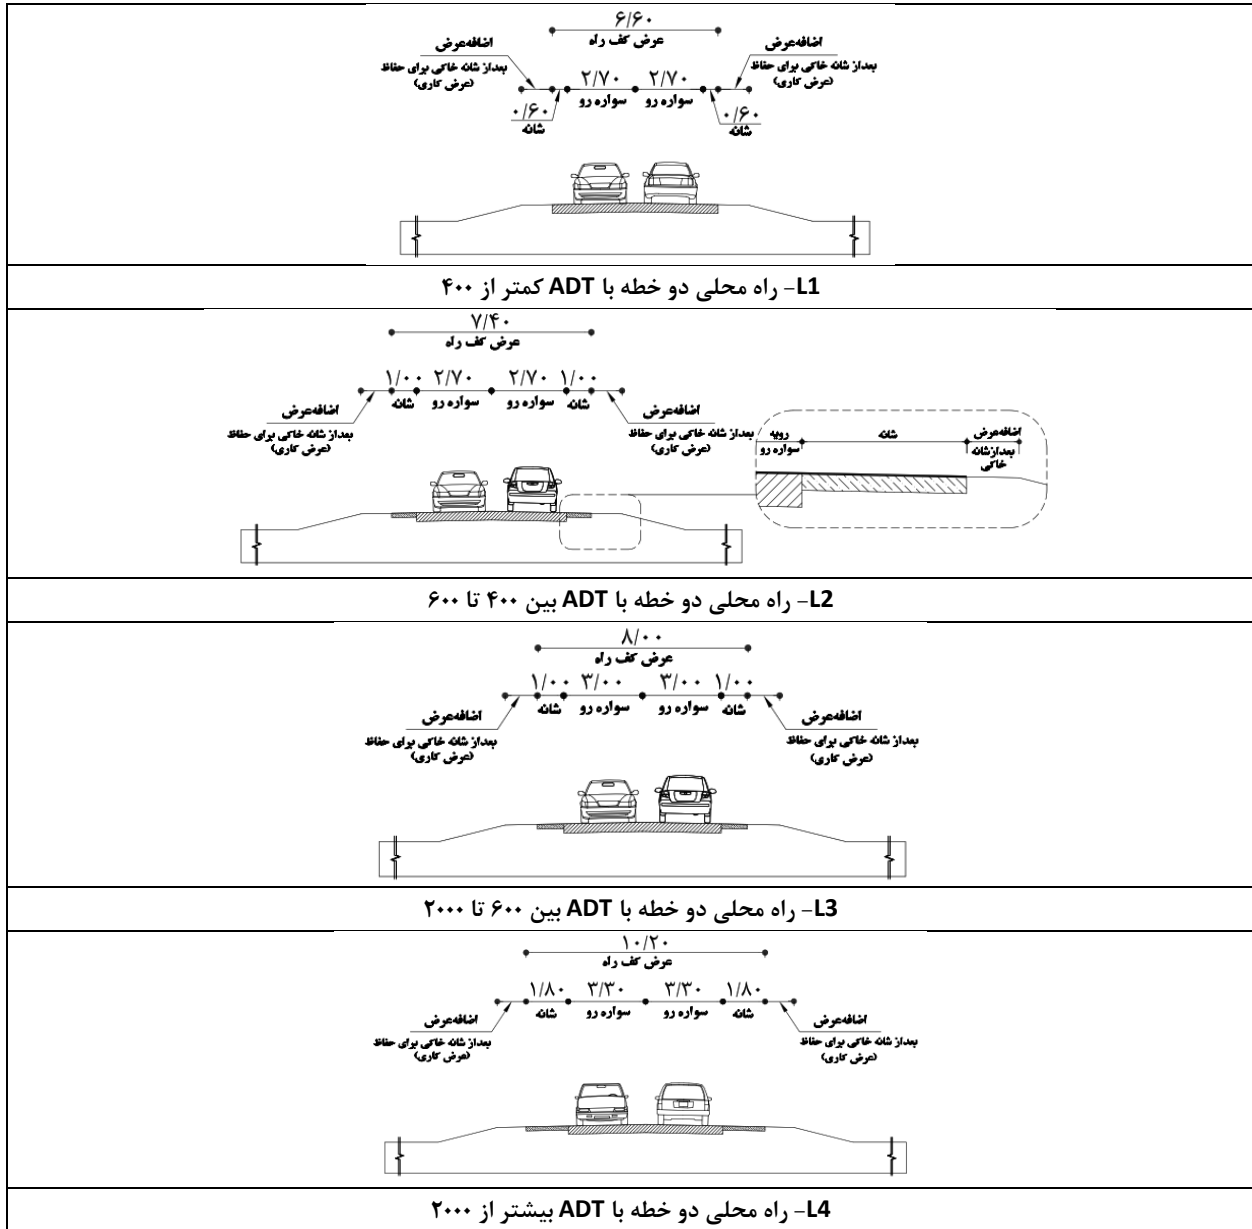 ۶/۶۰
عرض کف راه
اضافه‌عرض
بعداز شانه خاکی برای حفاظ
(عرض کاری)
۲/۷۰
سواره رو
۲/۷۰
سواره رو
اضافه‌عرض
بعداز شانه خاکی برای حفاظ
(عرض کاری)
۰/۶۰
شانه
۰/۶۰
شانه
L1- راه محلی دو خطه با ADT کمتر از ۴۰۰
۷/۴۰
عرض کف راه
۱/۰۰
شانه
۲/۷۰
سواره رو
۲/۷۰
سواره رو
۱/۰۰
شانه
اضافه‌عرض
بعداز شانه خاکی برای حفاظ
(عرض کاری)
اضافه‌عرض
بعداز شانه خاکی برای حفاظ
(عرض کاری)
رویه
سواره رو
شانه
اضافه‌عرض
بعدازشانه
خاکی
L2- راه محلی دو خطه با ADT بین ۴۰۰ تا ۶۰۰
۸/۰۰
عرض کف راه
۱/۰۰
شانه
۳/۰۰
سواره رو
۳/۰۰
سواره رو
۱/۰۰
شانه
اضافه‌عرض
بعداز شانه خاکی برای حفاظ
(عرض کاری)
اضافه‌عرض
بعداز شانه خاکی برای حفاظ
(عرض کاری)
L3- راه محلی دو خطه با ADT بین ۶۰۰ تا ۲۰۰۰
۱۰/۲۰
عرض کف راه
۱/۸۰
شانه
۳/۳۰
سواره رو
۳/۳۰
سواره رو
۱/۸۰
شانه
اضافه‌عرض
بعداز شانه خاکی برای حفاظ
(عرض کاری)
اضافه‌عرض
بعداز شانه خاکی برای حفاظ
(عرض کاری)
L4- راه محلی دو خطه با ADT بیشتر از ۲۰۰۰